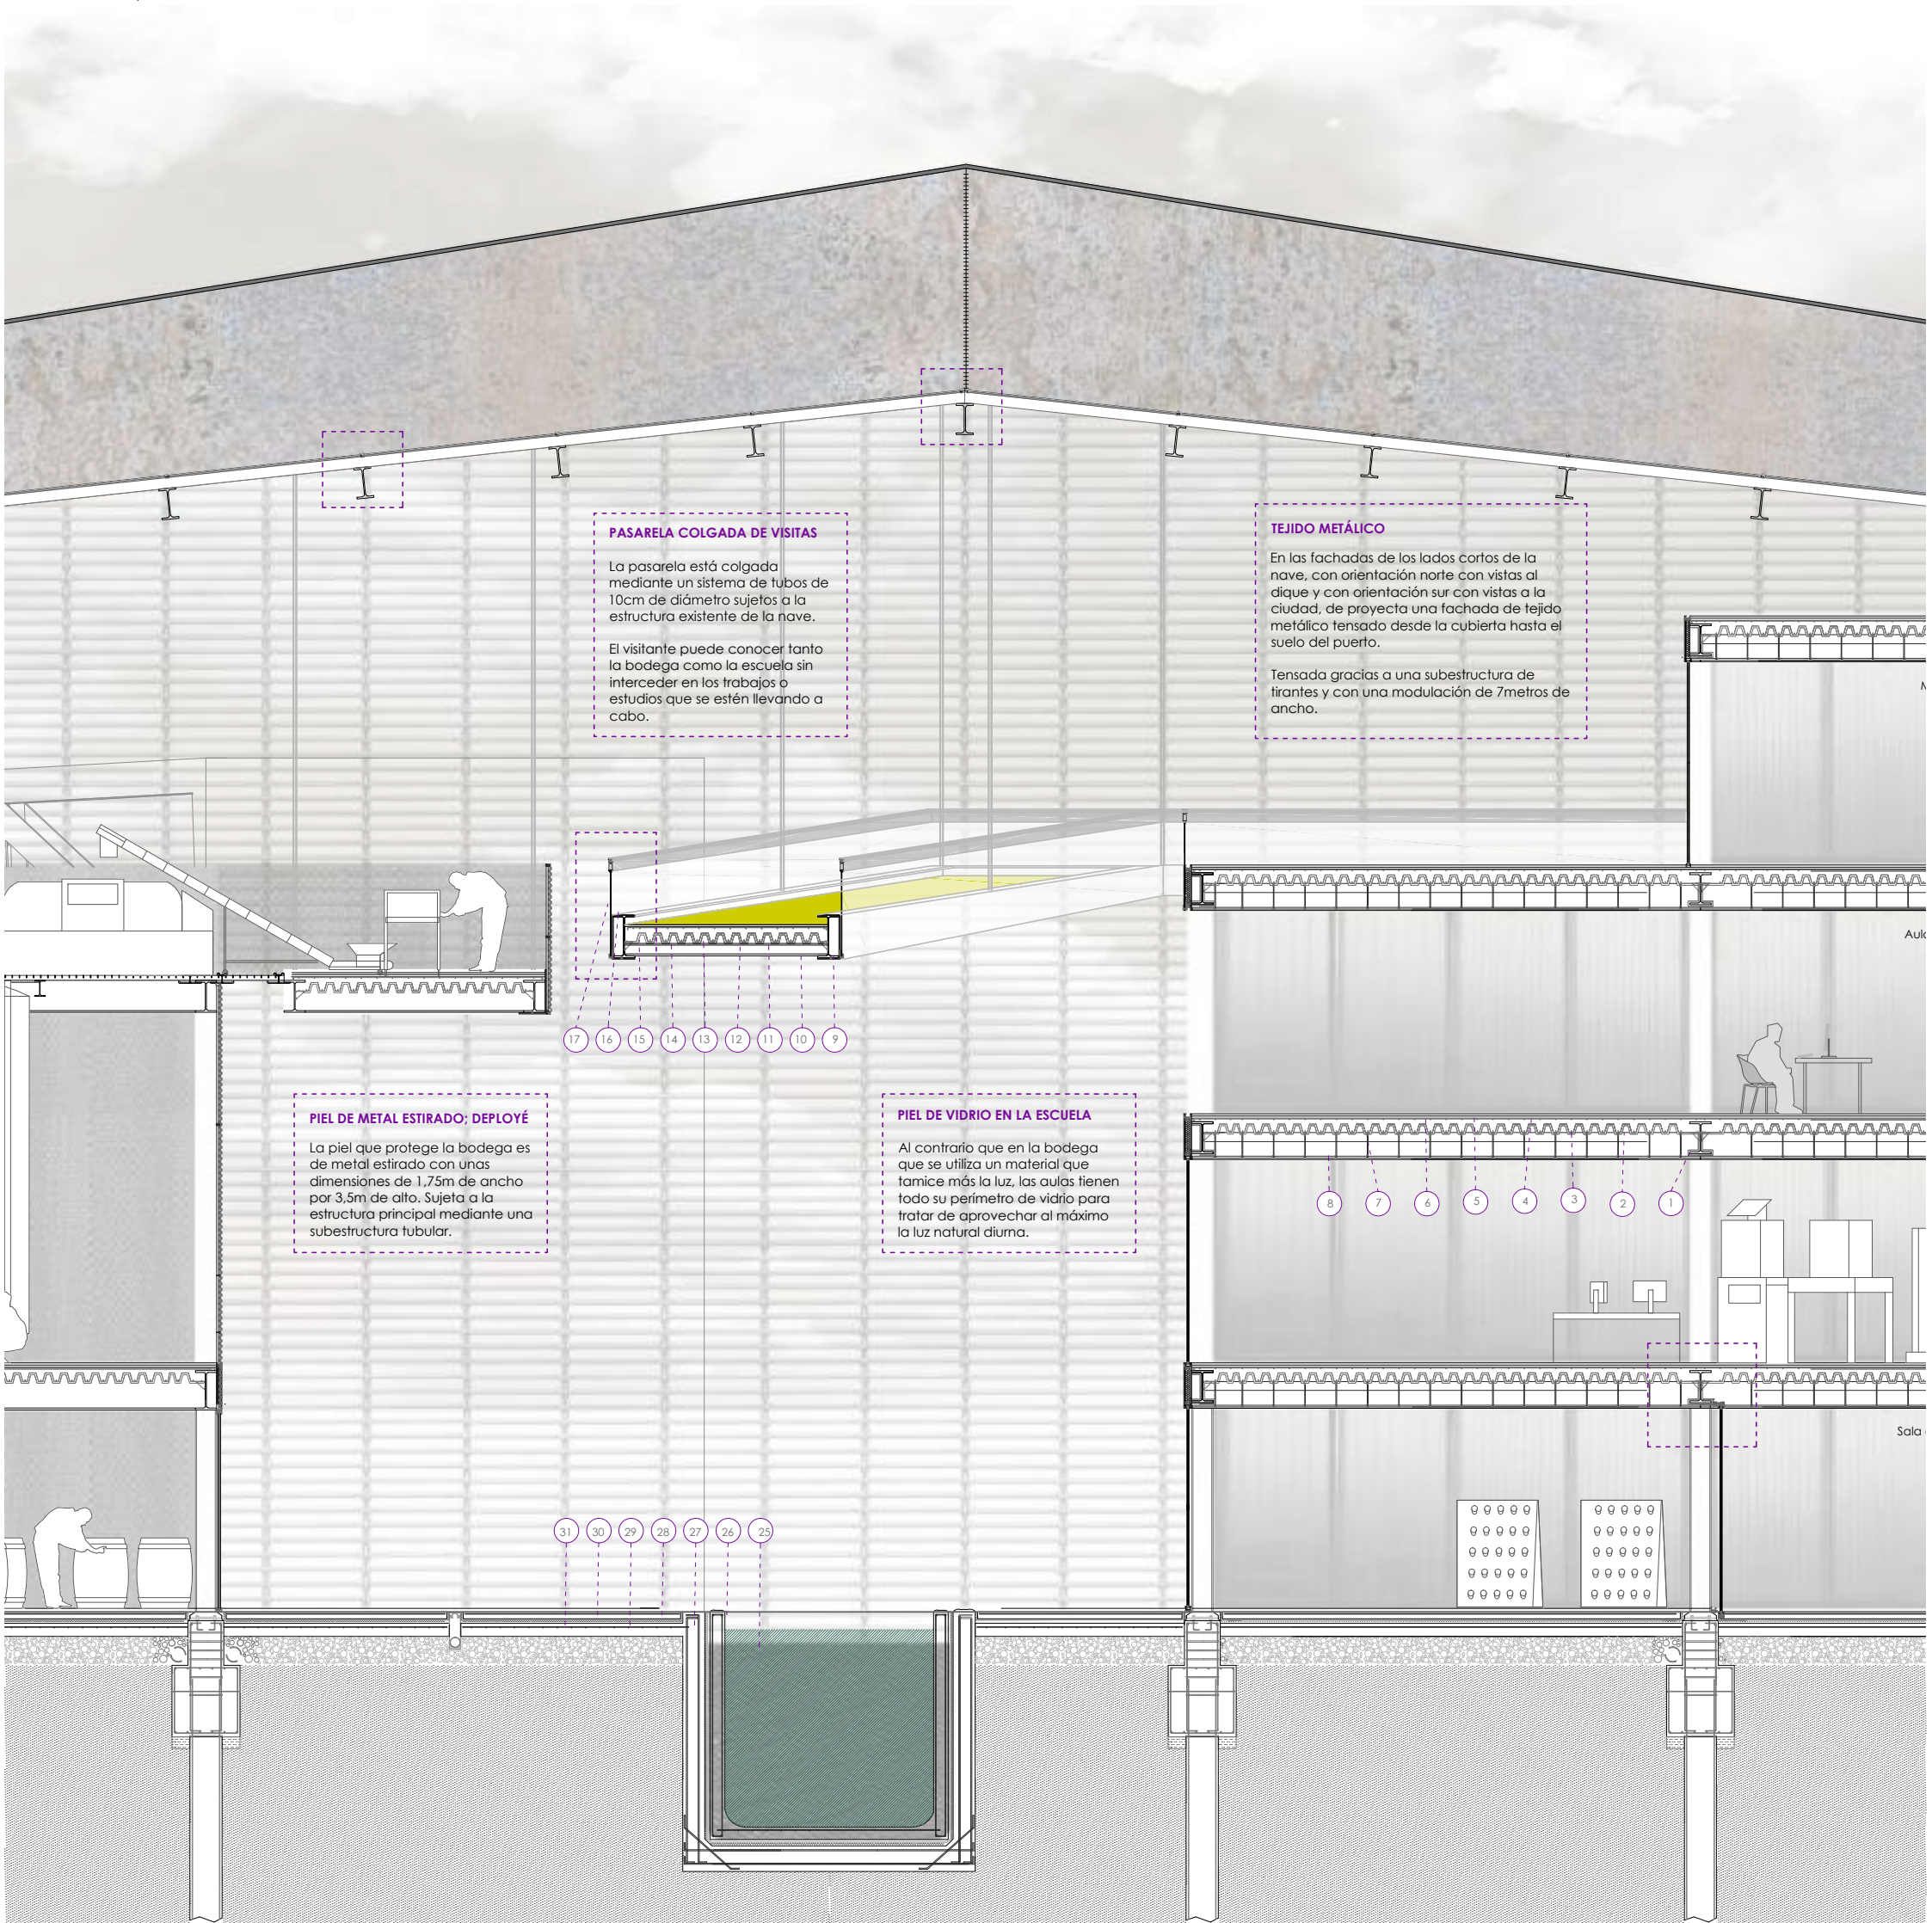 PASARELA COLGADA DE VISITAS
La pasarela está colgada
mediante un sistema de tubos de
10cm de diámetro sujetos a la
estructura existente de la nave.
El visitante puede conocer tanto
la bodega como la escuela sin
interceder en los trabajos o
estudios que se estén llevando a
cabo.
TEJIDO METÁLICO
En las fachadas de los lados cortos de la
nave, con orientación norte con vistas al
dique y con orientación sur con vistas a la
ciudad, de proyecta una fachada de tejido
metálico tensado desde la cubierta hasta el
suelo del puerto.
Tensada gracias a una subestructura de
tirantes y con una modulación de 7metros de
ancho.
17 16 15 14 13 12 11 10 9
PIEL DE METAL ESTIRADO; DEPLOYÉ
La piel que protege la bodega es
de metal estirado con unas
dimensiones de 1,75m de ancho
por 3,5m de alto. Sujeta a la
estructura principal mediante una
subestructura tubular.
PIEL DE VIDRIO EN LA ESCUELA
Al contrario que en la bodega
que se utiliza un material que
tamice más la luz, las aulas tienen
todo su perímetro de vidrio para
tratar de aprovechar al máximo
la luz natural diurna.
8 7 6 5 4 3 2 1
Sala
31 30 29 28 27 26 25